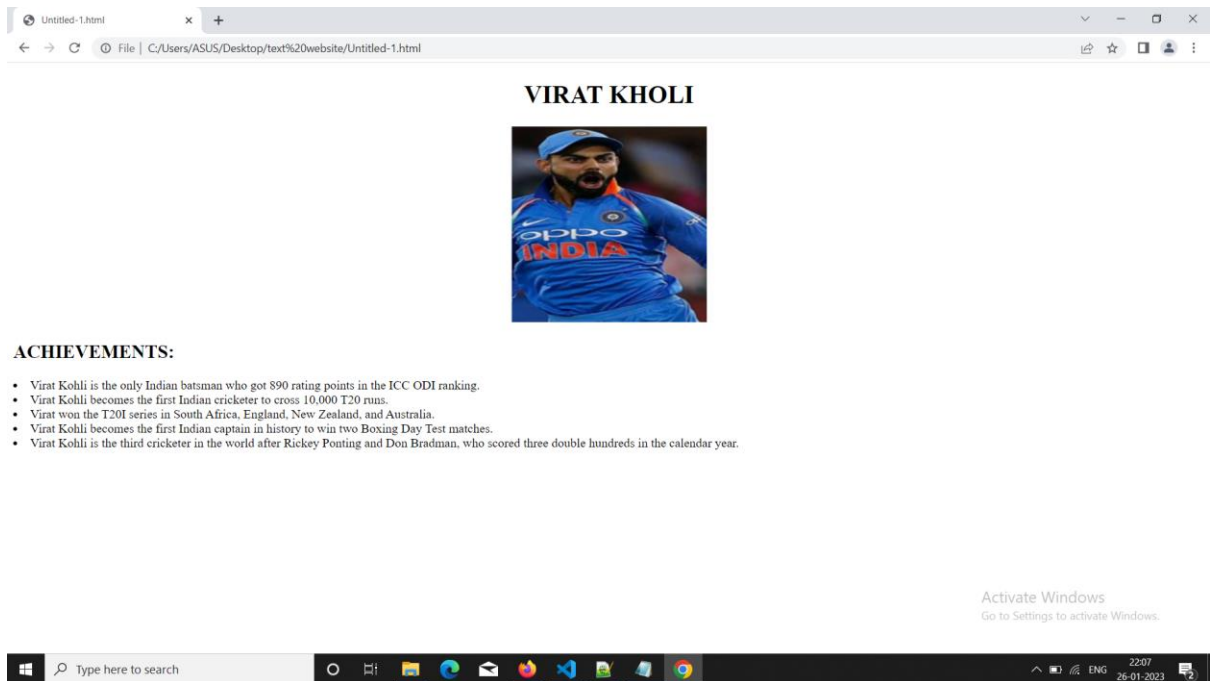 Untitled-1.html
File | C:/Users/ASUS/Desktop/text%20website/Untitled-1.html
VIRAT KHOLI
oppo
INDIA
ACHIEVEMENTS:
• Virat Kohli is the only Indian batsman who got 890 rating points in the ICC ODI ranking.
• Virat Kohli becomes the first Indian cricketer to cross 10,000 T20 runs.
• Virat won the T20I series in South Africa, England, New Zealand, and Australia.
• Virat Kohli becomes the first Indian captain in history to win two Boxing Day Test matches.
• Virat Kohli is the third cricketer in the world after Rickey Ponting and Don Bradman, who scored three double hundreds in the calendar year.
Activate Windows
Go to Settings to activate Windows.
Type here to search
ENG
22:07
26-01-2023
2